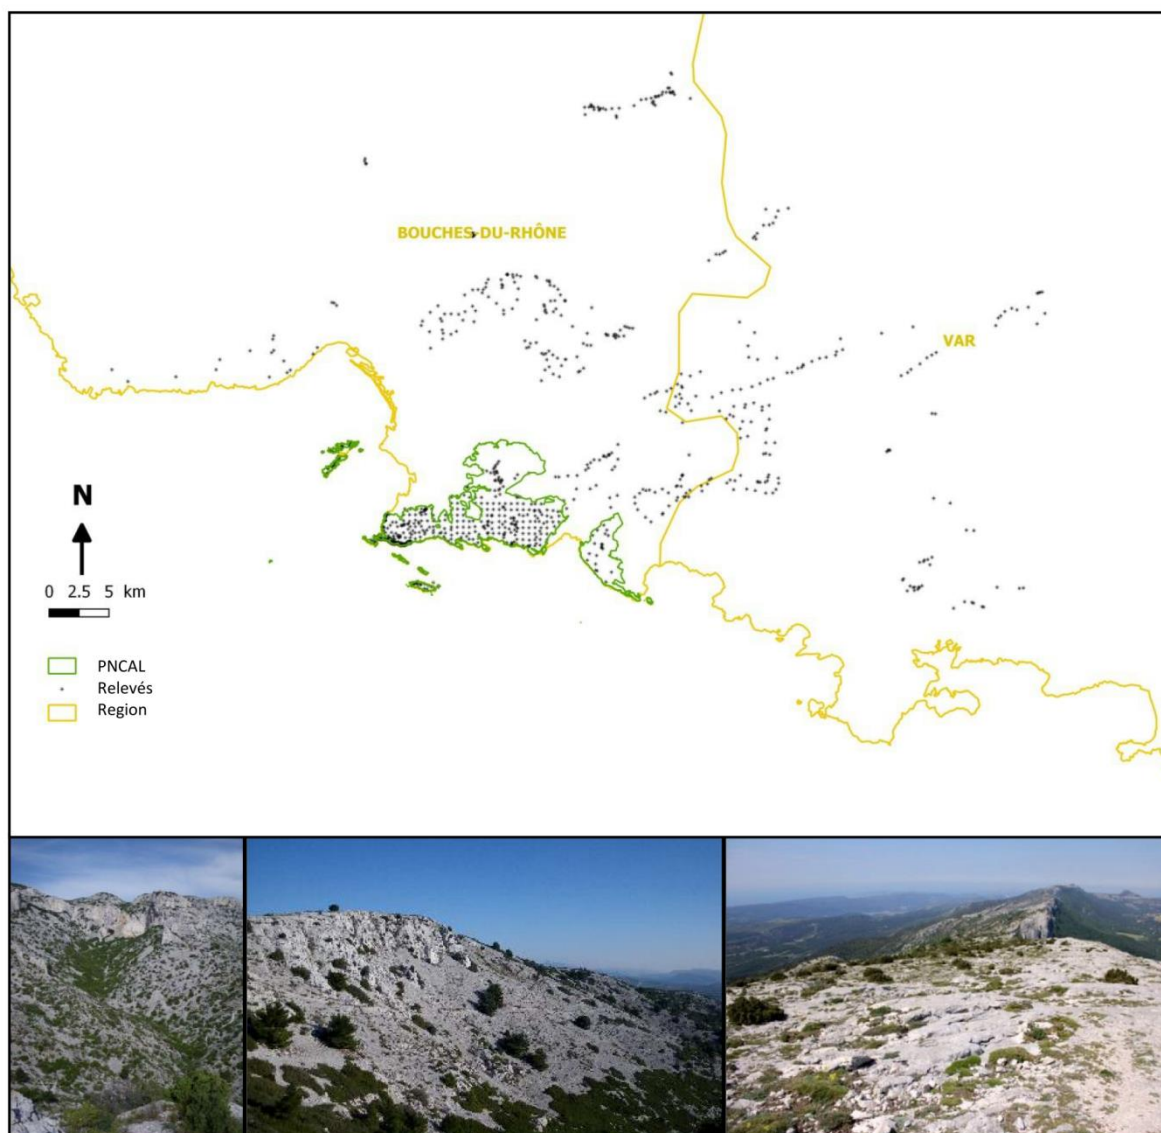 BOUCHES-DU-RHÔNE
VAR
N
0 2.5 5 km
PNCAL
Relevés
Region